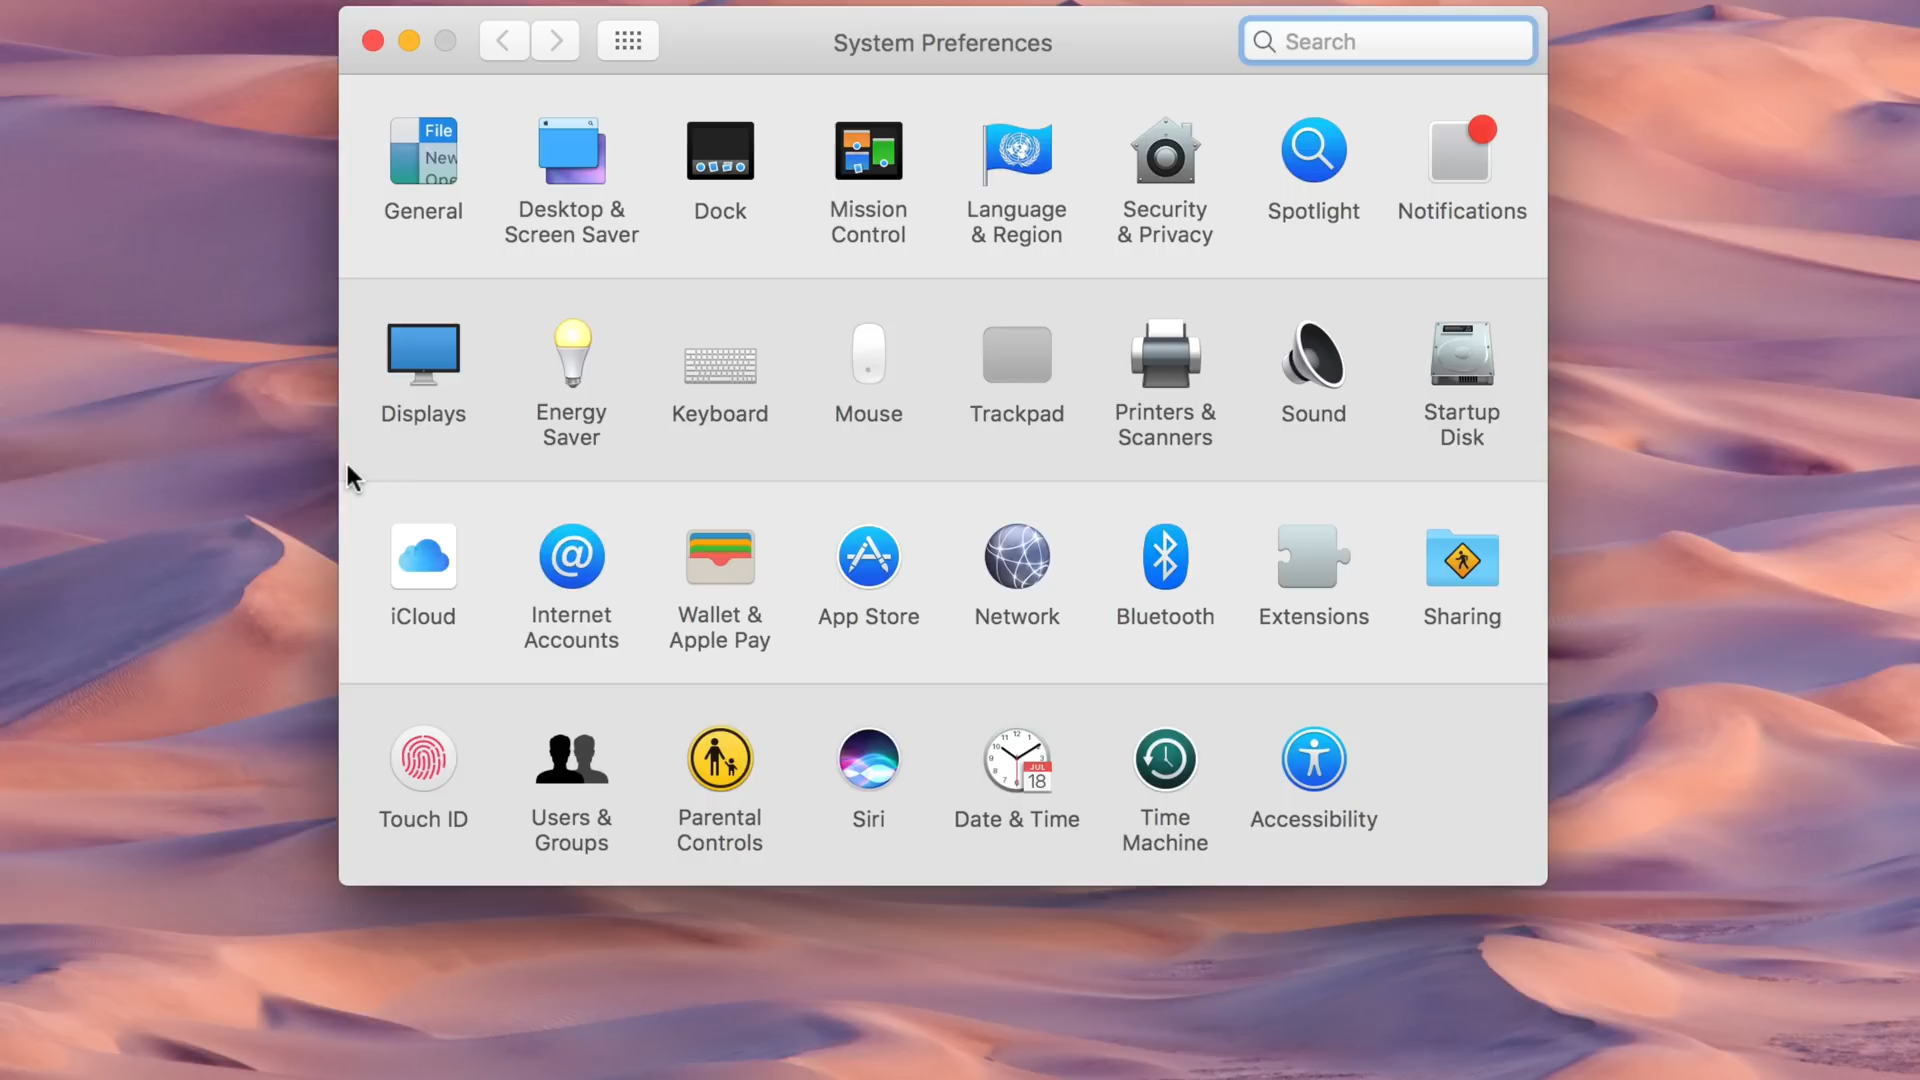 System Preferences
Search
File
New
Ope
General
Desktop &
Screen Saver
Dock
Mission
Control
Language
& Region
Security
& Privacy
Spotlight
Notifications
Displays
Energy
Saver
Keyboard
Mouse
Trackpad
Printers &
Scanners
Sound
Startup
Disk
iCloud
@
Internet
Accounts
Wallet &
Apple Pay
App Store
Network
Bluetooth
Extensions
Sharing
JUL
18
Touch ID
Users &
Groups
Parental
Controls
Siri
Date & Time
Time
Machine
Accessibility